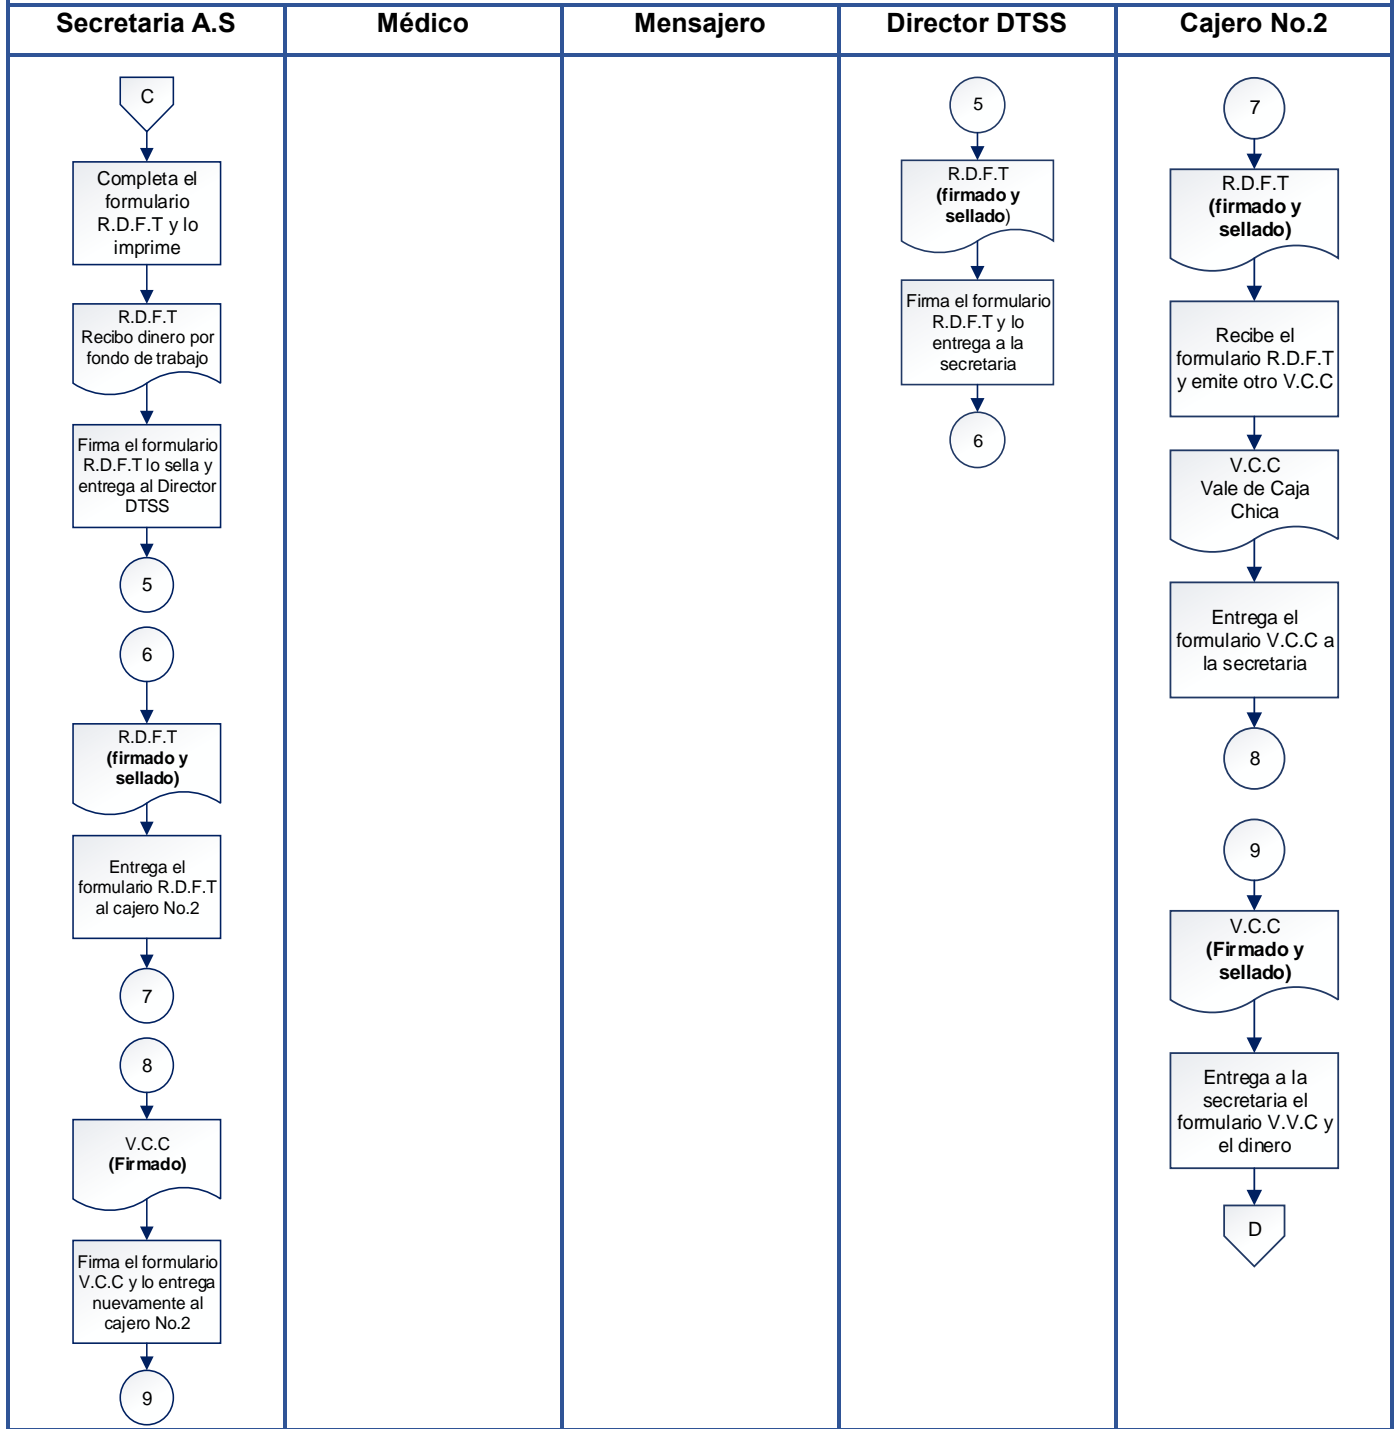 Secretaria A.S
Médico
Mensajero
Director DTSS
Cajero No.2
C
Completa el
formulario
R.D.F.T y lo
imprime
R.D.F.T
Recibo dinero por
fondo de trabajo
Firma el formulario
R.D.F.T lo sella y
entrega al Director
DTSS
5
6
R.D.F.T
(firmado y
sellado)
Entrega el
formulario R.D.F.T
al cajero No.2
7
8
V.C.C
(Firmado)
Firma el formulario
V.C.C y lo entrega
nuevamente al
cajero No.2
9
5
R.D.F.T
(firmado y
sellado)
Firma el formulario
R.D.F.T y lo
entrega a la
secretaria
6
7
R.D.F.T
(firmado y
sellado)
Recibe el
formulario R.D.F.T
y emite otro V.C.C
V.C.C
Vale de Caja
Chica
Entrega el
formulario V.C.C a
la secretaria
8
9
V.C.C
(Firmado y
sellado)
Entrega a la
secretaria el
formulario V.V.C y
el dinero
D